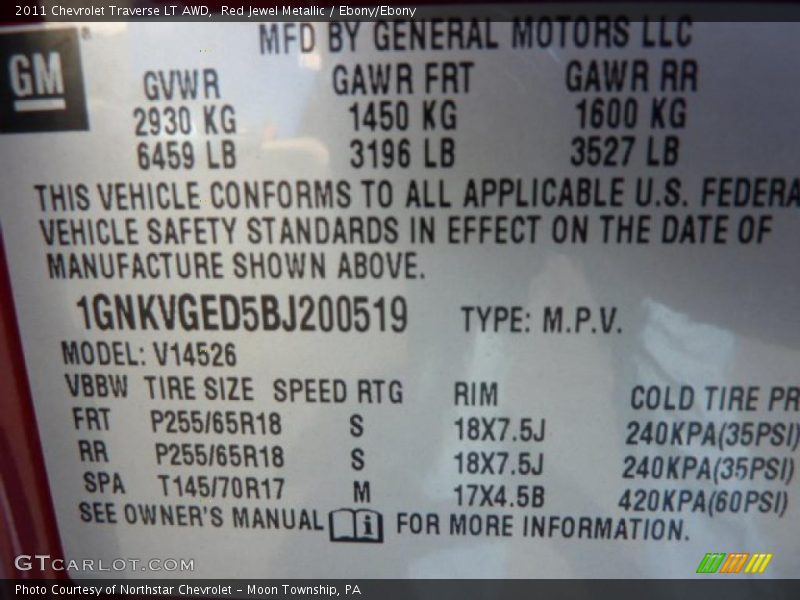 2011 Chevrolet Traverse LT AWD, Red Jewel Metallic / Ebony/Ebony
MFD BY GENERAL MOTORS LLC
GM
GVWR GAWR FRT GAWR RR
2930 KG 1450 KG 1600 KG
6459 LB 3196 LB 3527 LB
THIS VEHICLE CONFORMS TO ALL APPLICABLE U.S. FEDERA
VEHICLE SAFETY STANDARDS IN EFFECT ON THE DATE OF
MANUFACTURE SHOWN ABOVE.
1GNKVGED5BJ200519 TYPE: M.P.V.
MODEL: V14526
VBBW TIRE SIZE SPEED RTG RIM COLD TIRE PR
FRT P255/65R18 S 18X7.5J 240KPA(35PSI)
RR P255/65R18 S 18X7.5J 240KPA(35PSI)
SPA T145/70R17 M 17X4.5B 420KPA(60PSI)
SEE OWNER'S MANUAL i FOR MORE INFORMATION.
GTCARLOT.COM
Photo Courtesy of Northstar Chevrolet - Moon Township, PA